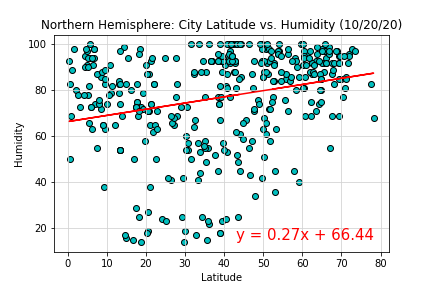 Northern Hemisphere: City Latitude vs. Humidity (10/20/20)
100
80
60
40
20
Humidity
y = 0.27x + 66.44
0 10 20 30 40 50 60 70 80
Latitude